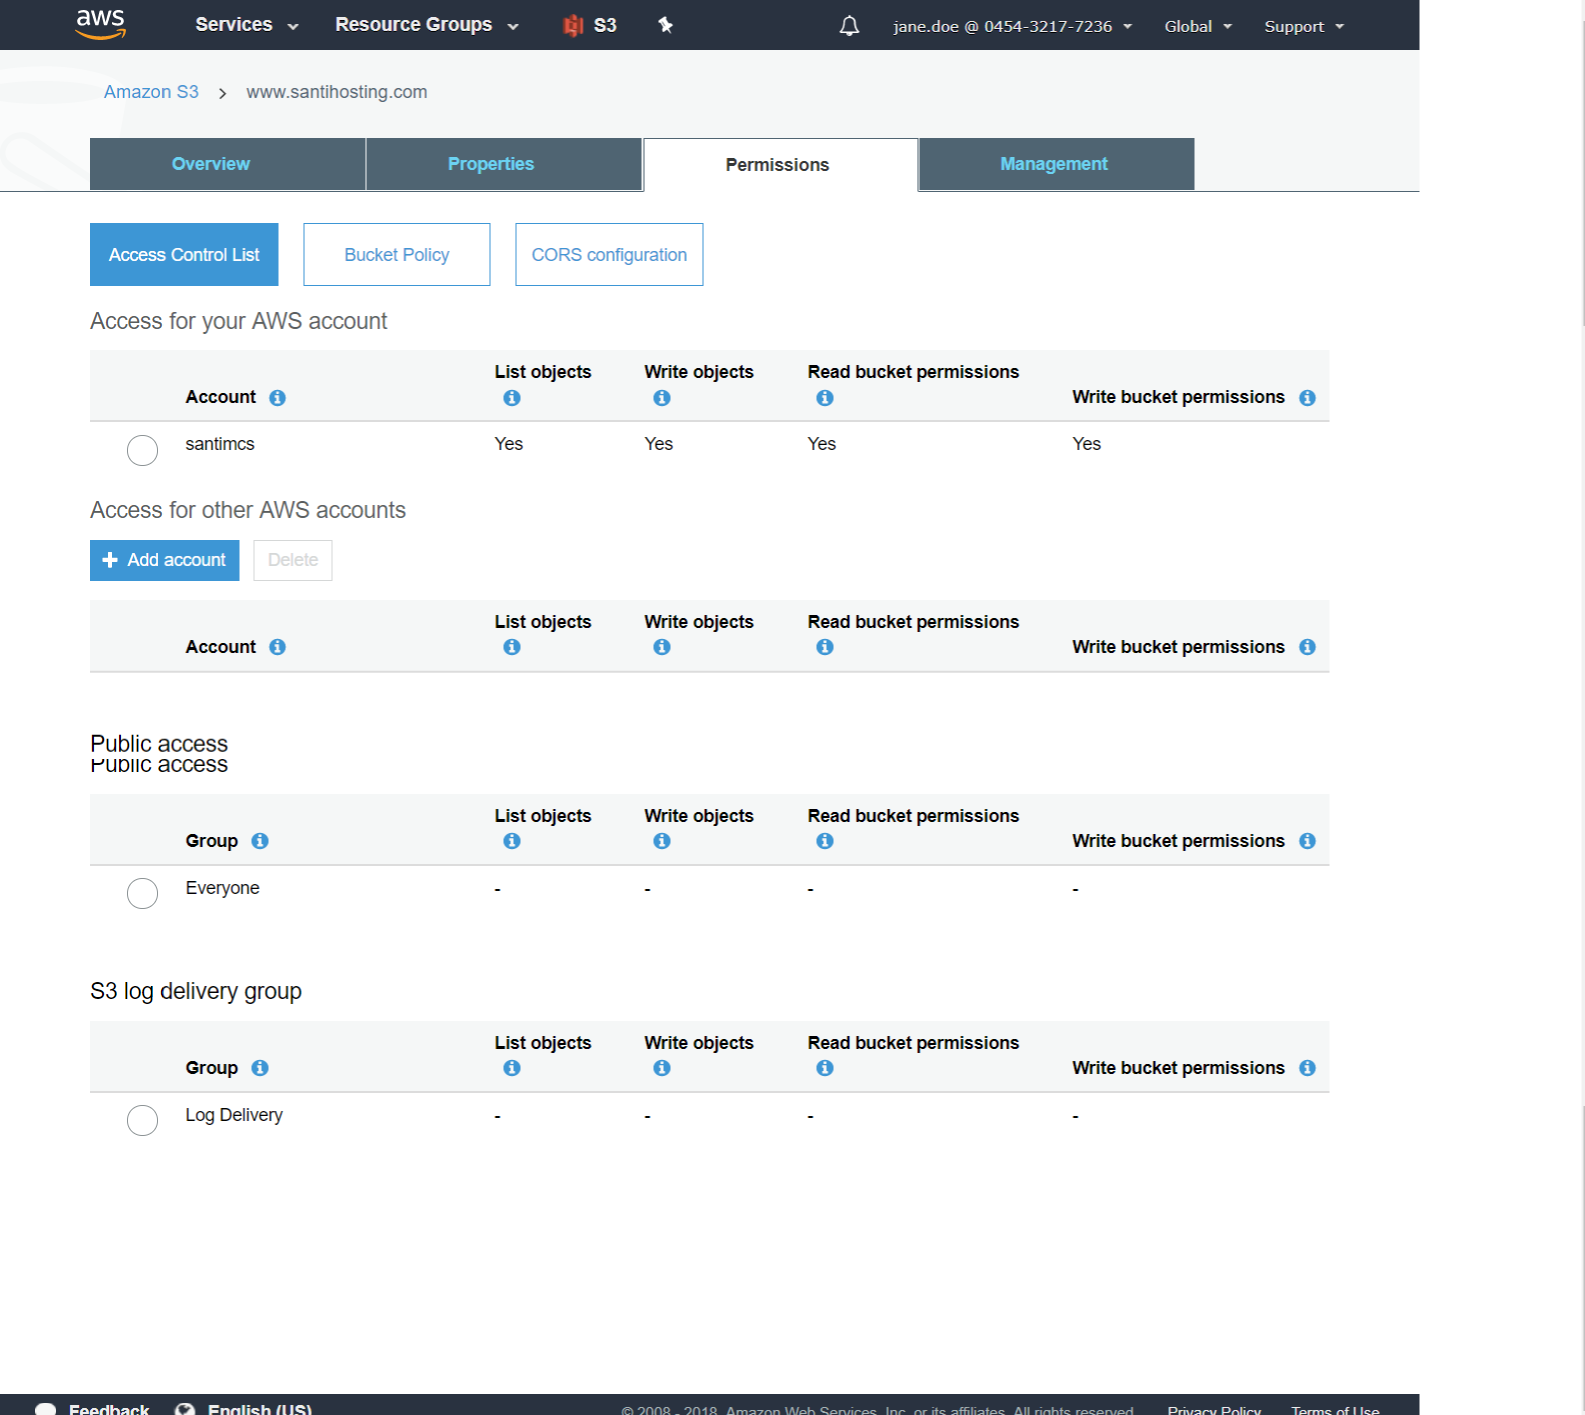 aws Services Resource Groups S3 jane.doe @ 0454-3217-7236 Global Support
Amazon S3 > www.santihosting.com
Overview Properties Permissions Management
Access Control List Bucket Policy CORS configuration
Access for your AWS account
Account List objects Write objects Read bucket permissions Write bucket permissions
santimcs Yes Yes Yes Yes
Access for other AWS accounts
+ Add account Delete
Account List objects Write objects Read bucket permissions Write bucket permissions
Public access
Public access
Group List objects Write objects Read bucket permissions Write bucket permissions
Everyone - - - -
S3 log delivery group
Group List objects Write objects Read bucket permissions Write bucket permissions
Log Delivery - - - -
Feedback English (US) © 2008 - 2018, Amazon Web Services, Inc. or its affiliates. All rights reserved. Privacy Policy Terms of Use